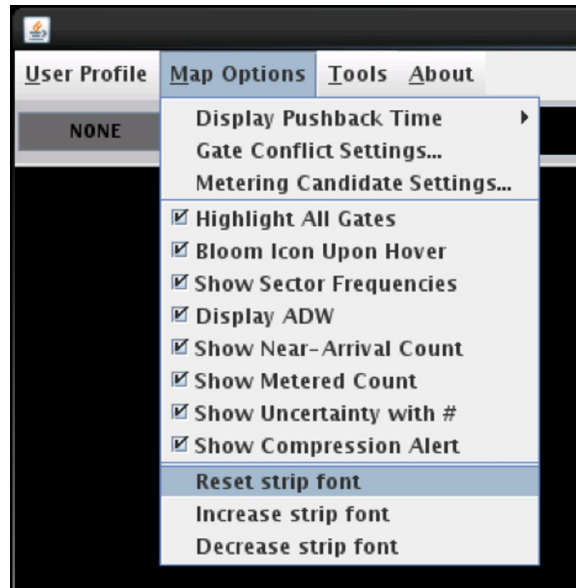 User Profile Map Options Tools About
NONE
Display Pushback Time
Gate Conflict Settings...
Metering Candidate Settings...
Highlight All Gates
Bloom Icon Upon Hover
Show Sector Frequencies
Display ADW
Show Near-Arrival Count
Show Metered Count
Show Uncertainty with #
Show Compression Alert
Reset strip font
Increase strip font
Decrease strip font